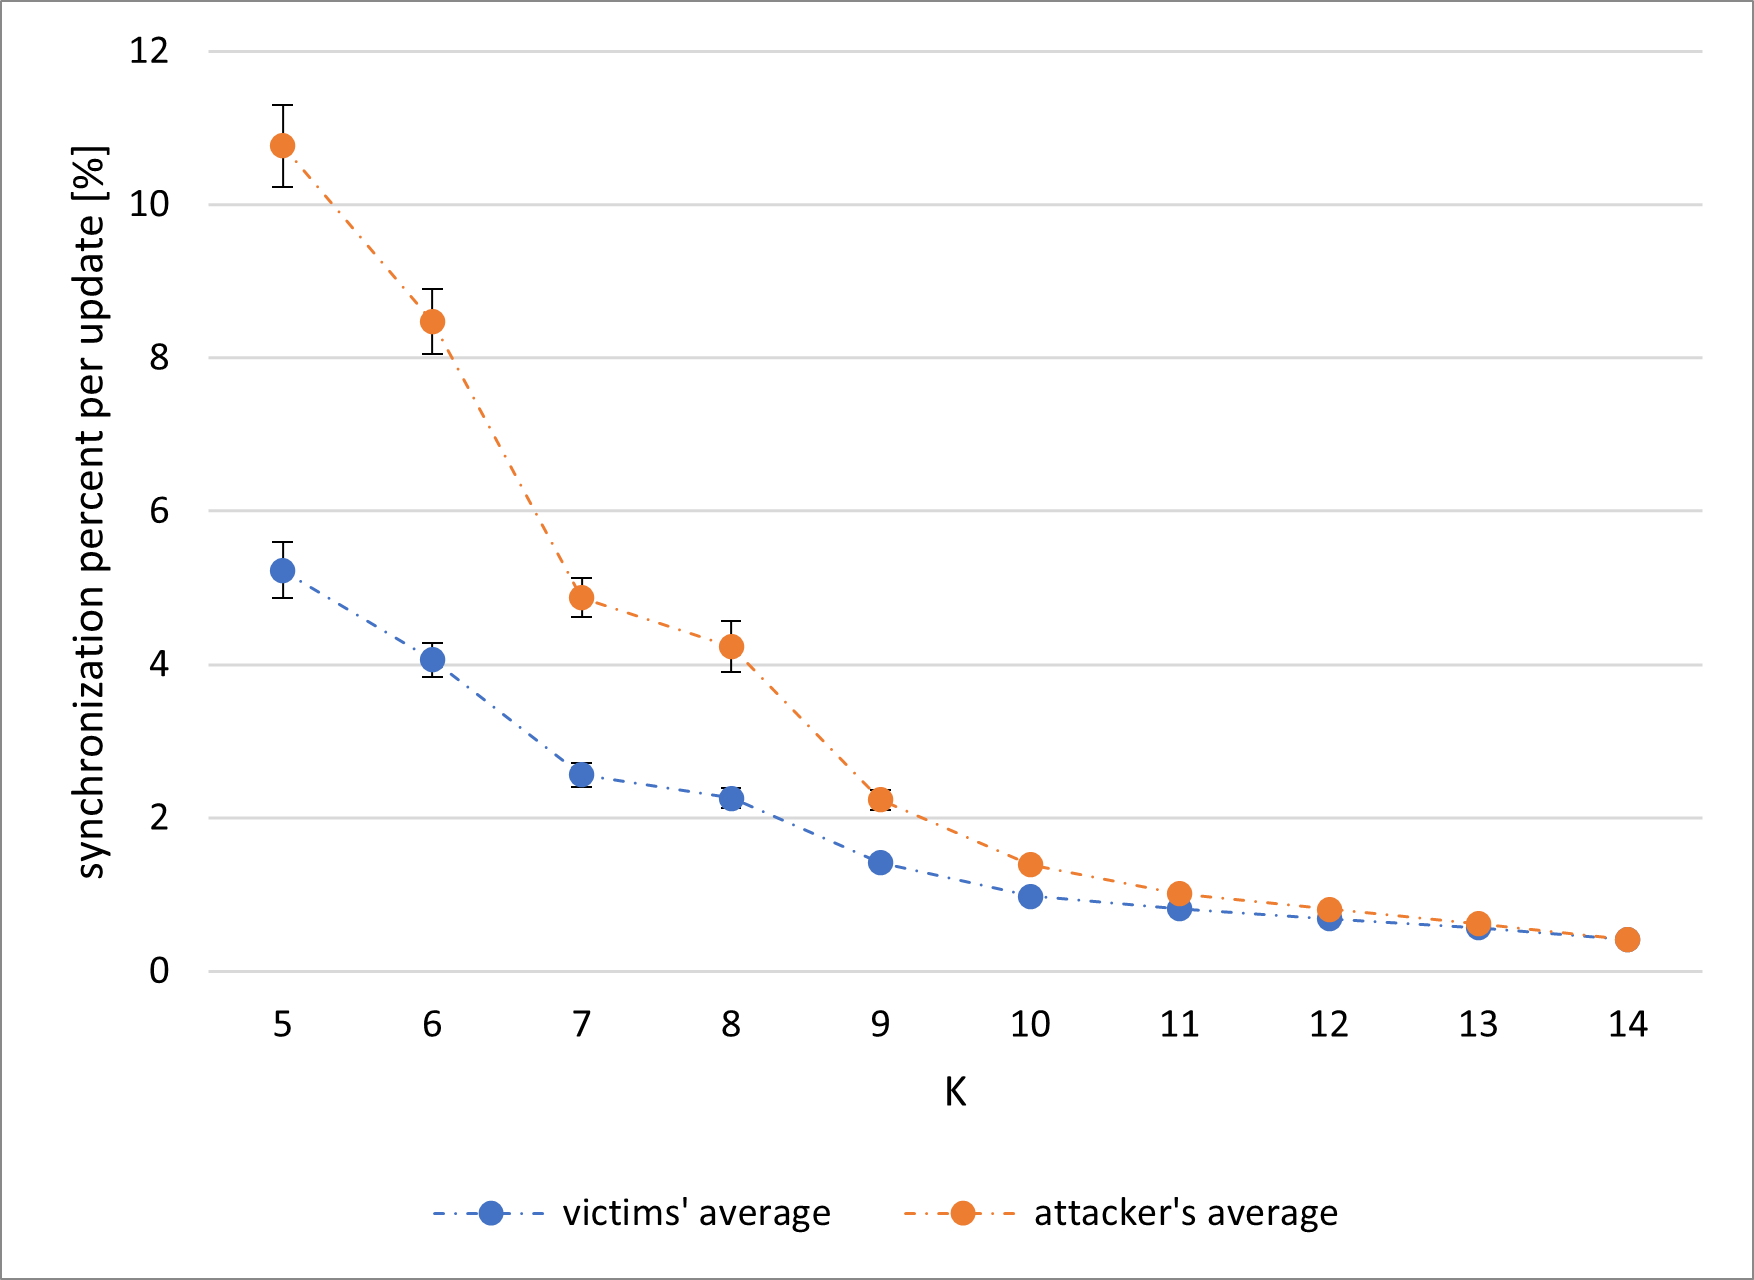 synchronization percent per update [%]
12
10
8
6
4
2
0
5 6 7 8 9 10 11 12 13 14
K
victims' average attacker's average